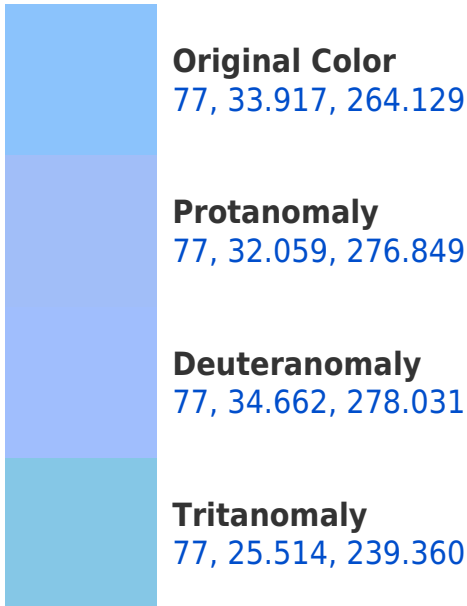 Original Color
77, 33.917, 264.129
Protanomaly
77, 32.059, 276.849
Deuteranomaly
77, 34.662, 278.031
Tritanomaly
77, 25.514, 239.360